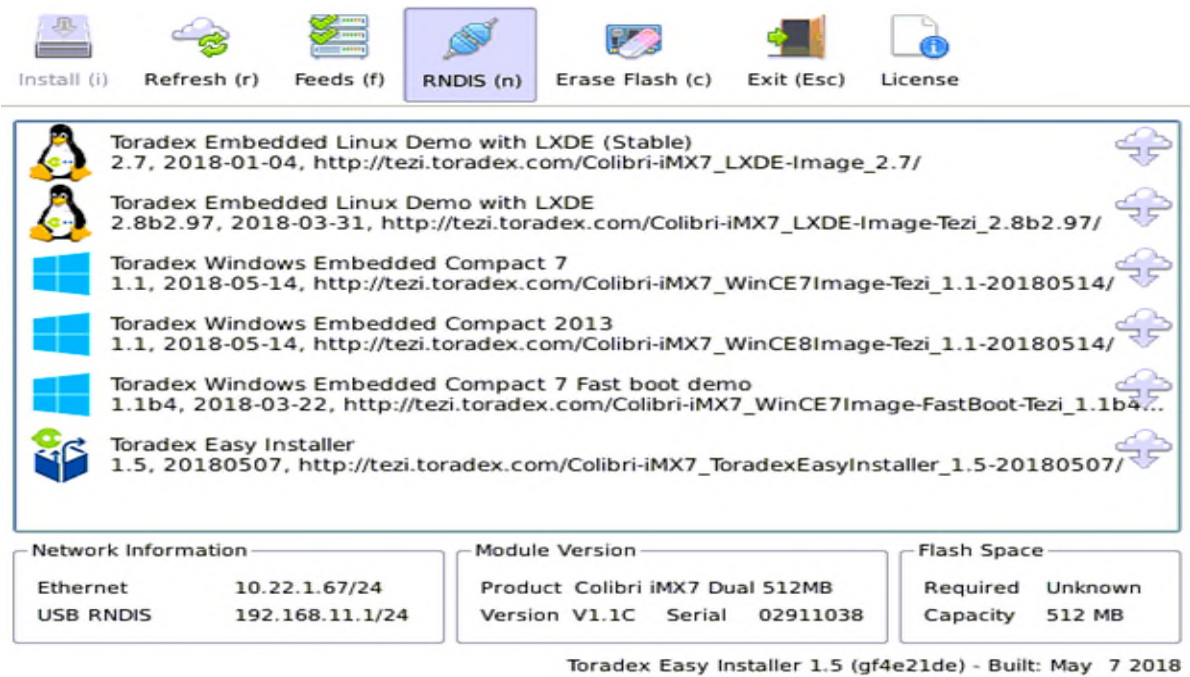 Install (i) Refresh (r) Feeds (f) RNDIS (n) Erase Flash (c) Exit (Esc) License
Toradex Embedded Linux Demo with LXDE (Stable)
2.7, 2018-01-04, http://tezi.toradex.com/Colibri-iMX7_LXDE-Image_2.7/
Toradex Embedded Linux Demo with LXDE
2.8b2.97, 2018-03-31, http://tezi.toradex.com/Colibri-iMX7_LXDE-Image-Tezi_2.8b2.97/
Toradex Windows Embedded Compact 7
1.1, 2018-05-14, http://tezi.toradex.com/Colibri-iMX7_WinCE7Image-Tezi_1.1-20180514/
Toradex Windows Embedded Compact 2013
1.1, 2018-05-14, http://tezi.toradex.com/Colibri-iMX7_WinCE8Image-Tezi_1.1-20180514/
Toradex Windows Embedded Compact 7 Fast boot demo
1.1b4, 2018-03-22, http://tezi.toradex.com/Colibri-iMX7_WinCE7Image-FastBoot-Tezi_1.1b4...
Toradex Easy Installer
1.5, 20180507, http://tezi.toradex.com/Colibri-iMX7_ToradexEasyInstaller_1.5-20180507/
Network Information
Ethernet 10.22.1.67/24
USB RNDIS 192.168.11.1/24
Module Version
Product Colibri iMX7 Dual 512MB
Version V1.1C Serial 02911038
Flash Space
Required Unknown
Capacity 512 MB
Toradex Easy Installer 1.5 (gf4e21de) - Built: May 7 2018